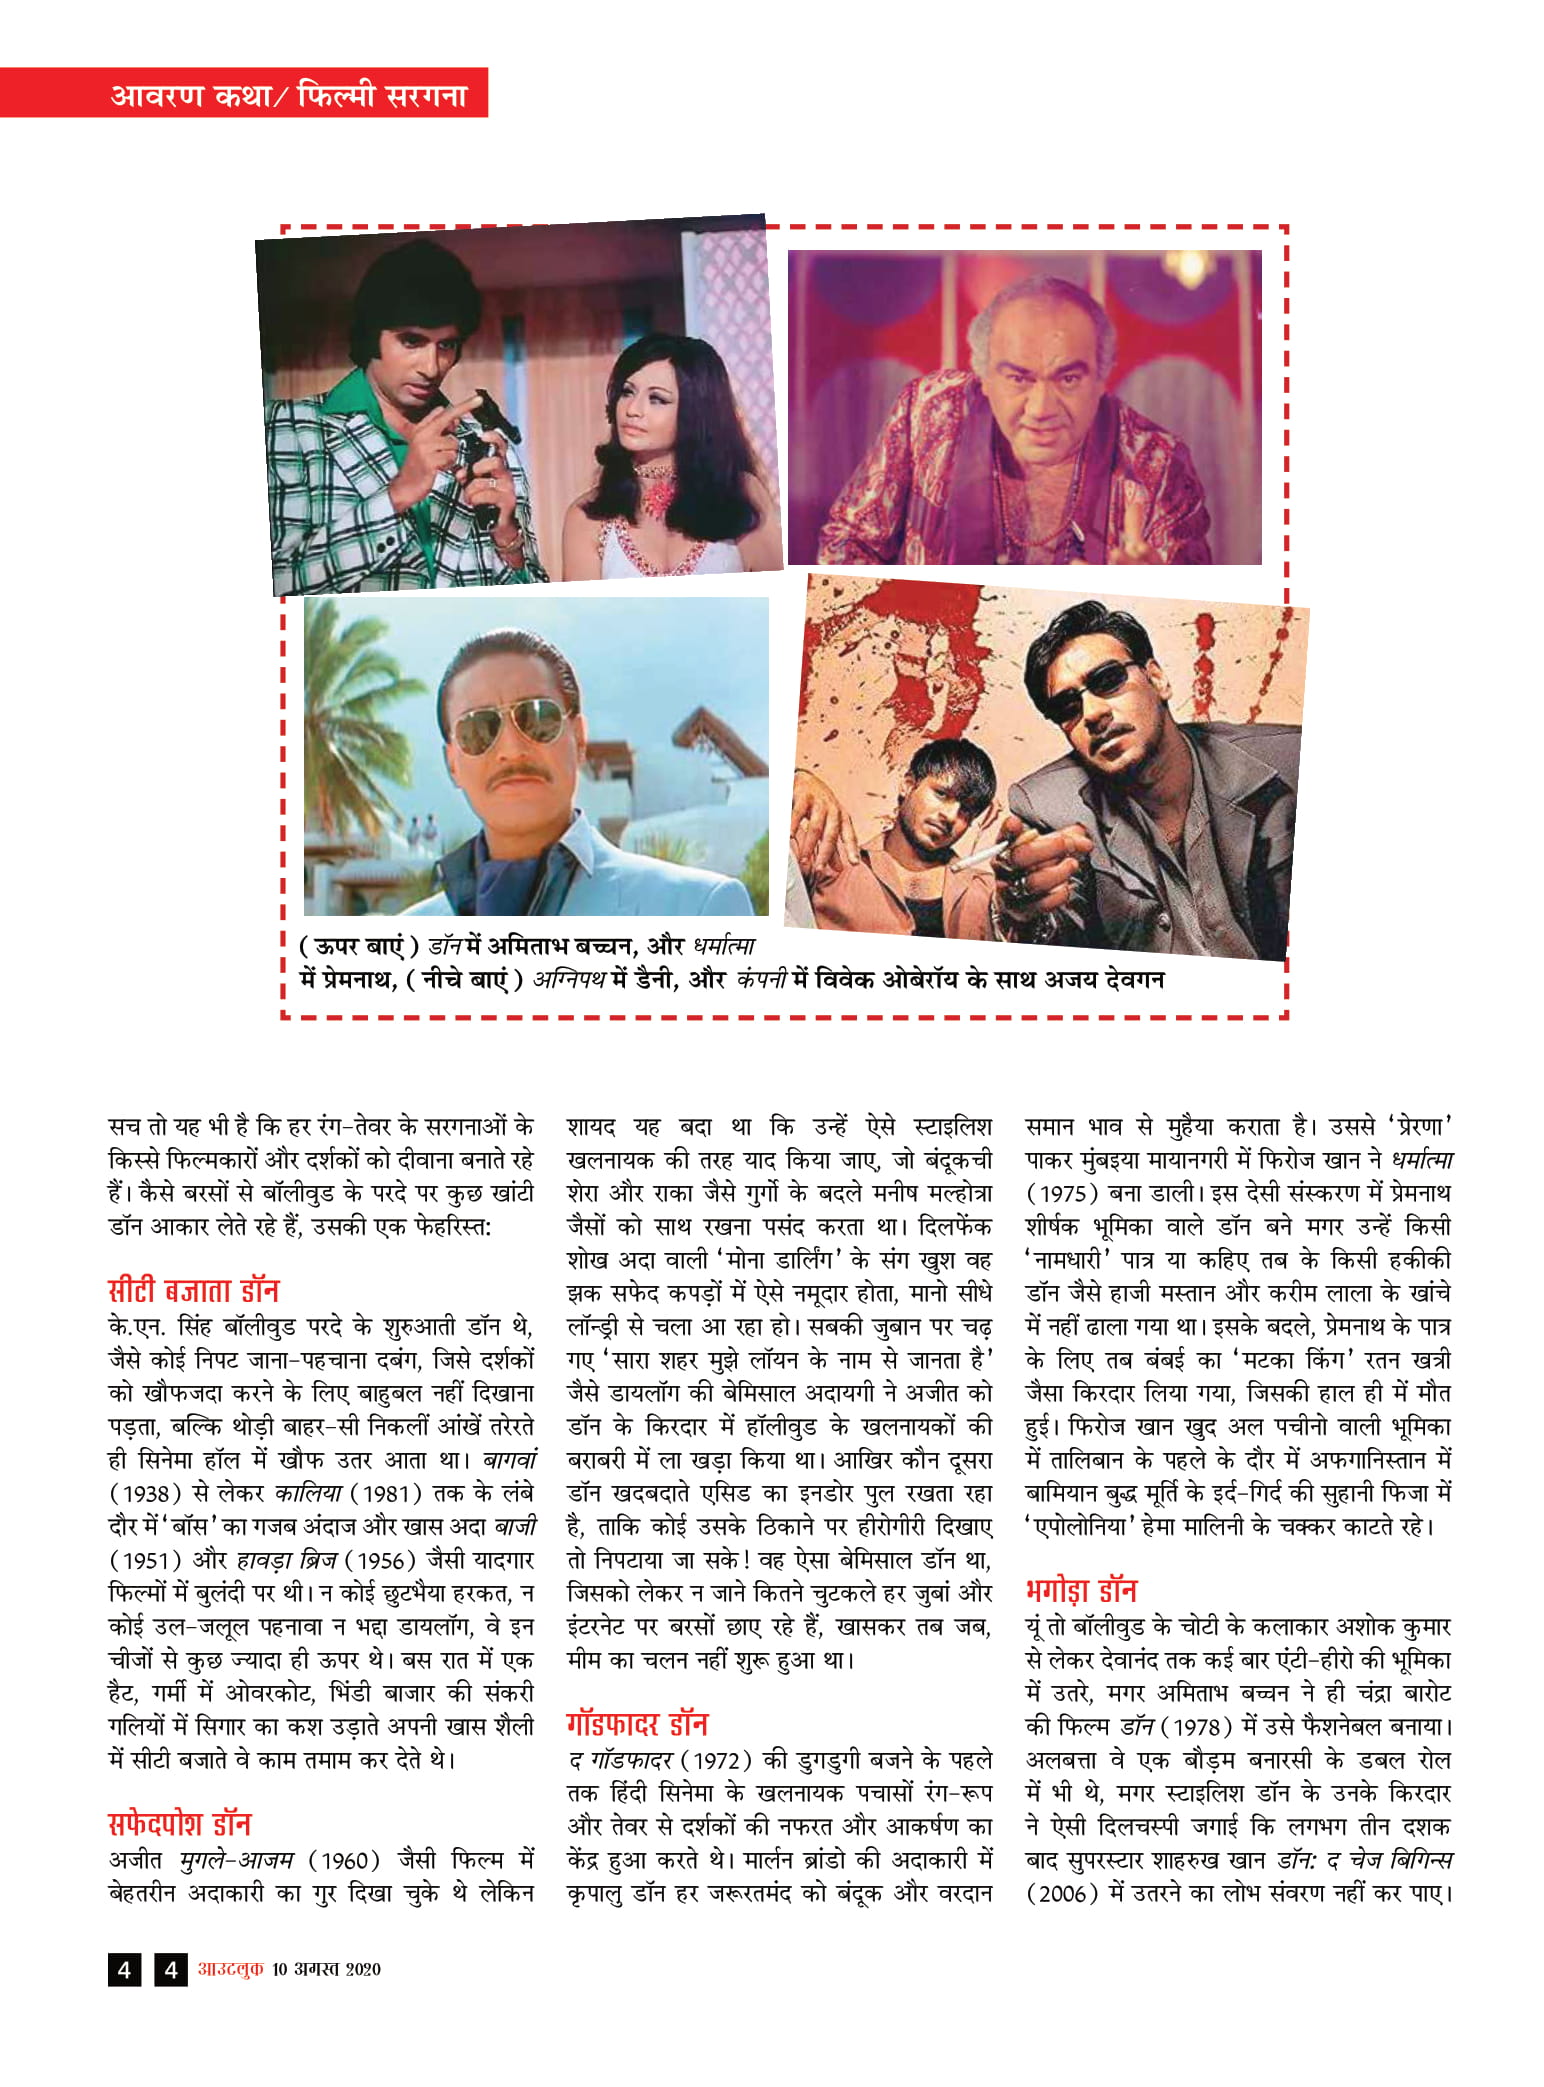 आवरण कथा/ फिल्मी सरगना
( ऊपर बाएं ) डॉन में अमिताभ बच्चन, और धर्मात्मा
में प्रेमनाथ, ( नीचे बाएं ) अग्निपथ में डैनी, और कंपनी में विवेक ओबेरॉय के साथ अजय देवगन
सच तो यह भी है कि हर रंग-तेवर के सरगनाओं के
किस्से फिल्मकारों और दर्शकों को दीवाना बनाते रहे
हैं। कैसे बरसों से बॉलीवुड के परदे पर कुछ खांटी
डॉन आकार लेते रहे हैं, उसकी एक फेहरिस्त:
सीटी बजाता डॉन
के.एन. सिंह बॉलीवुड परदे के शुरुआती डॉन थे,
जैसे कोई निपट जाना-पहचाना दबंग, जिसे दर्शकों
को खौफजदा करने के लिए बाहुबल नहीं दिखाना
पड़ता, बल्कि थोड़ी बाहर-सी निकलीं आंखें तरेरते
ही सिनेमा हॉल में खौफ उतर आता था। बागवां
(1938) से लेकर कालिया (1981) तक के लंबे
दौर में ‘बॉस’ का गजब अंदाज और खास अदा बाजी
(1951) और हावड़ा ब्रिज (1956) जैसी यादगार
फिल्मों में बुलंदी पर थी। न कोई छुटभैया हरकत, न
कोई उल-जलूल पहनावा न भद्दा डायलॉग, वे इन
चीजों से कुछ ज्यादा ही ऊपर थे। बस रात में एक
हैट, गर्मी में ओवरकोट, भिंडी बाजार की संकरी
गलियों में सिगार का कश उड़ाते अपनी खास शैली
में सीटी बजाते वे काम तमाम कर देते थे।
सफेदपोश डॉन
अजीत मुगले-आजम (1960) जैसी फिल्म में
बेहतरीन अदाकारी का गुर दिखा चुके थे लेकिन
शायद यह बदा था कि उन्हें ऐसे स्टाइलिश
खलनायक की तरह याद किया जाए, जो बंदूकची
शेरा और राका जैसे गुर्गों के बदले मनीष मल्होत्रा
जैसों को साथ रखना पसंद करता था। दिलफेंक
शोख अदा वाली ‘मोना डार्लिंग’ के संग खुश वह
झक सफेद कपड़ों में ऐसे नमूदार होता, मानो सीधे
लॉन्ड्री से चला आ रहा हो। सबकी जुबान पर चढ़
गए ‘सारा शहर मुझे लॉयन के नाम से जानता है’
जैसे डायलॉग की बेमिसाल अदायगी ने अजीत को
डॉन के किरदार में हॉलीवुड के खलनायकों की
बराबरी में ला खड़ा किया था। आखिर कौन दूसरा
डॉन खदबदाते एसिड का इनडोर पुल रखता रहा
है, ताकि कोई उसके ठिकाने पर हीरोगीरी दिखाए
तो निपटाया जा सके! वह ऐसा बेमिसाल डॉन था,
जिसको लेकर न जाने कितने चुटकले हर जुबां और
इंटरनेट पर बरसों छाए रहे हैं, खासकर तब जब,
मीम का चलन नहीं शुरू हुआ था।
गॉडफादर डॉन
द गॉडफादर (1972) की डुगडुगी बजने के पहले
तक हिंदी सिनेमा के खलनायक पचासों रंग-रूप
और तेवर से दर्शकों की नफरत और आकर्षण का
केंद्र हुआ करते थे। मार्लन ब्रांडो की अदाकारी में
कृपालु डॉन हर जरूरतमंद को बंदूक और वरदान
समान भाव से मुहैया कराता है। उससे ‘प्रेरणा’
पाकर मुंबइया मायानगरी में फिरोज खान ने धर्मात्मा
(1975) बना डाली। इस देसी संस्करण में प्रेमनाथ
शीर्षक भूमिका वाले डॉन बने मगर उन्हें किसी
‘नामधारी’ पात्र या कहिए तब के किसी हकीकी
डॉन जैसे हाजी मस्तान और करीम लाला के खांचे
में नहीं ढाला गया था। इसके बदले, प्रेमनाथ के पात्र
के लिए तब बंबई का ‘मटका किंग’ रतन खत्री
जैसा किरदार लिया गया, जिसकी हाल ही में मौत
हुई। फिरोज खान खुद अल पचीनो वाली भूमिका
में तालिबान के पहले के दौर में अफगानिस्तान में
बामियान बुद्ध मूर्ति के इर्द-गिर्द की सुहानी फिजा में
‘एपोलोनिया’ हेमा मालिनी के चक्कर काटते रहे।
भगोड़ा डॉन
यूं तो बॉलीवुड के चोटी के कलाकार अशोक कुमार
से लेकर देवानंद तक कई बार एंटी-हीरो की भूमिका
में उतरे, मगर अमिताभ बच्चन ने ही चंद्रा बारोट
की फिल्म डॉन (1978) में उसे फैशनेबल बनाया।
अलबत्ता वे एक बौड़म बनारसी के डबल रोल
में भी थे, मगर स्टाइलिश डॉन के उनके किरदार
ने ऐसी दिलचस्पी जगाई कि लगभग तीन दशक
बाद सुपरस्टार शाहरुख खान डॉन: द चेज बिगिन्स
(2006) में उतरने का लोभ संवरण नहीं कर पाए।
4 4 आउटलुक 10 अगस्त 2020